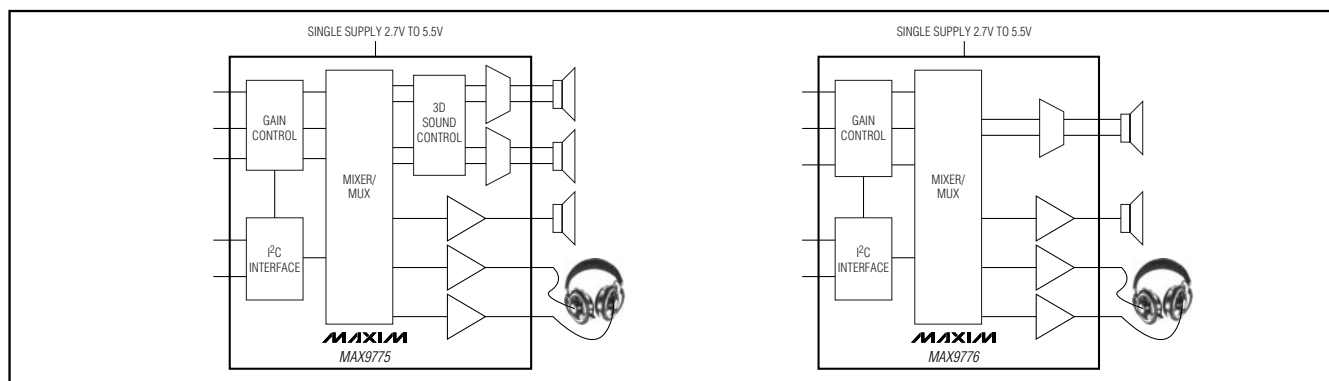 SINGLE SUPPLY 2.7V TO 5.5V
GAIN
CONTROL
3D
SOUND
CONTROL
MIXER/
MUX
I²C
INTERFACE
MAXIM
MAX9775
SINGLE SUPPLY 2.7V TO 5.5V
GAIN
CONTROL
MIXER/
MUX
I²C
INTERFACE
MAXIM
MAX9776